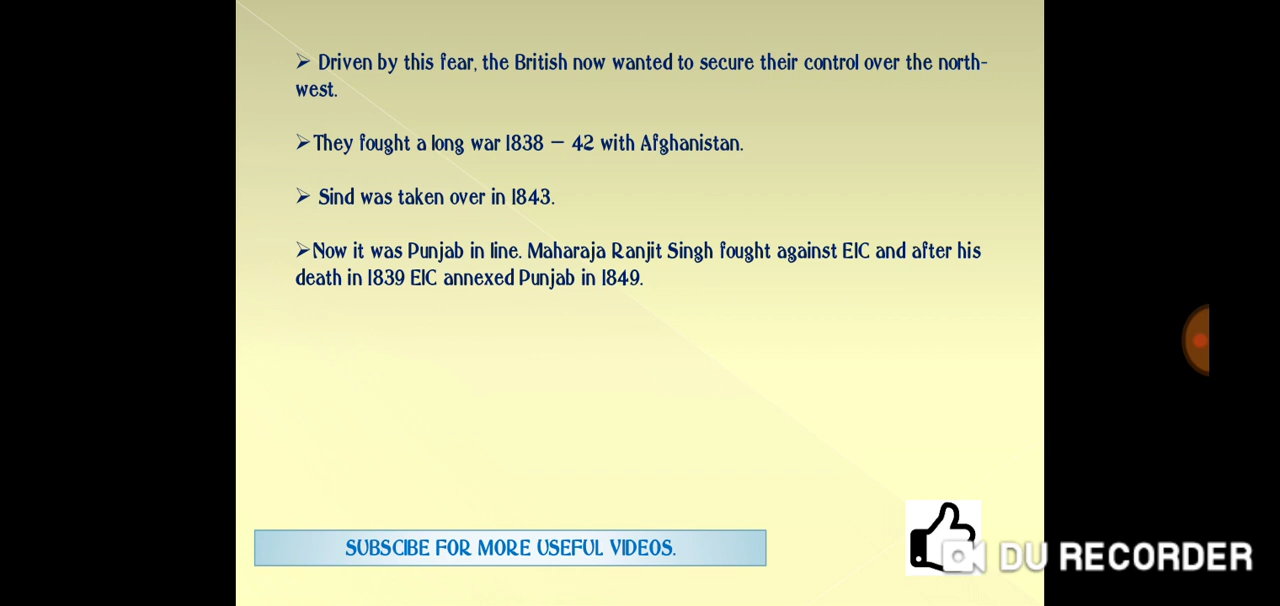 ➢ Driven by this fear, the British now wanted to secure their control over the north-
west.
➢They fought a long war 1838 – 42 with Afghanistan.
➢ Sind was taken over in 1843.
➢Now it was Punjab in line. Maharaja Ranjit Singh fought against EIC and after his
death in 1839 EIC annexed Punjab in 1849.
SUBSCIBE FOR MORE USEFUL VIDEOS.
DU RECORDER